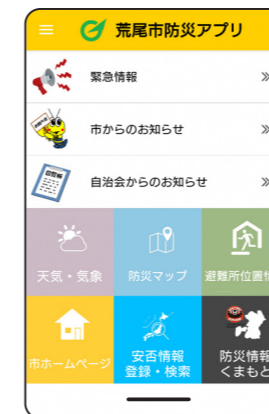 荒尾市防災アプリ
緊急情報
市からのお知らせ
自治会からのお知らせ
天気・気象
防災マップ
避難所位置情
市ホームページ
安否情報
登録・検索
防災情報
くまもと